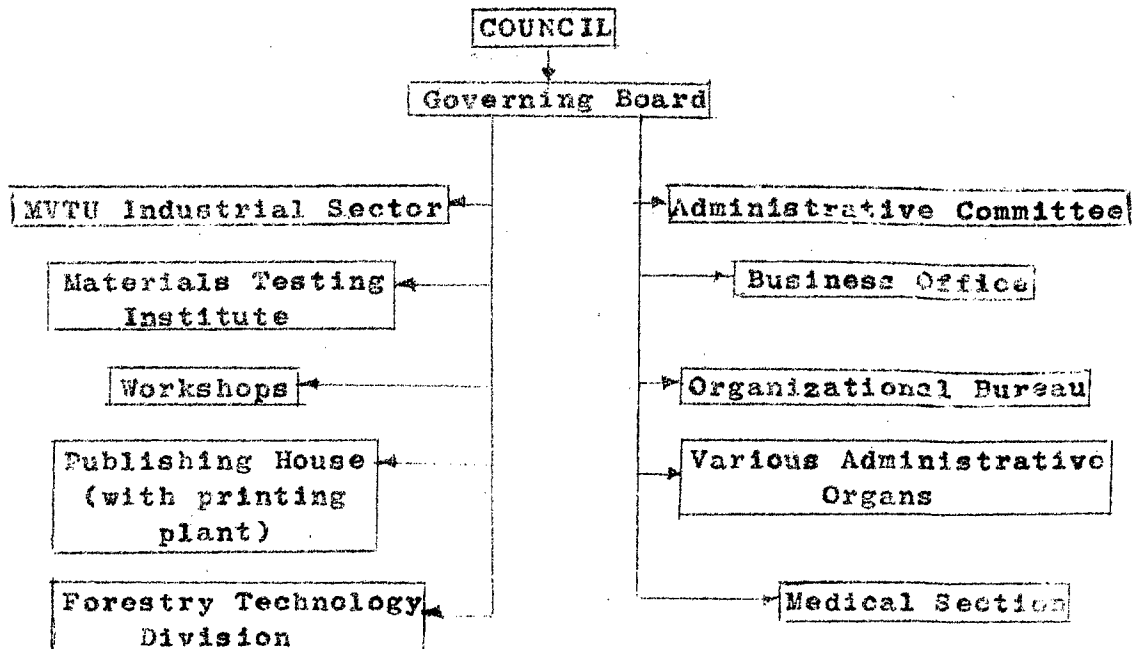 COUNCIL
Governing Board
MVTU Industrial Sector
Materials Testing
Institute
Workshops
Publishing House
(with printing
plant)
Forestry Technology
Division
Administrative Committee
Business Office
Organizational Bureau
Various Administrative
Organs
Medical Section